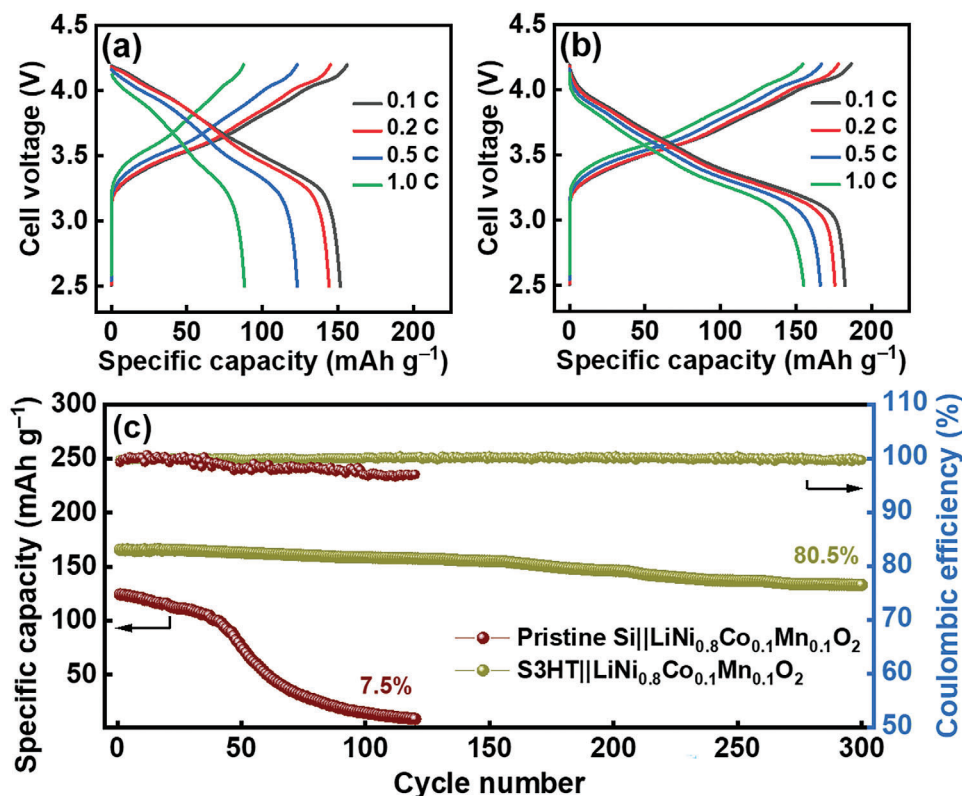 (a)
4.5
4.0
3.5
3.0
2.5
Cell voltage (V)
0.1 C
0.2 C
0.5 C
1.0 C
0 50 100 150 200
Specific capacity (mAh g⁻¹)
(b)
4.5
4.0
3.5
3.0
2.5
Cell voltage (V)
0.1 C
0.2 C
0.5 C
1.0 C
0 50 100 150 200
Specific capacity (mAh g⁻¹)
(c)
300
250
200
150
100
50
Specific capacity (mAh g⁻¹)
110
100
90
80
70
60
50
Coulombic efficiency (%)
80.5%
Pristine Si||LiNi₀.₈Co₀.₁Mn₀.₁O₂
S3HT||LiNi₀.₈Co₀.₁Mn₀.₁O₂
7.5%
0 50 100 150 200 250 300
Cycle number